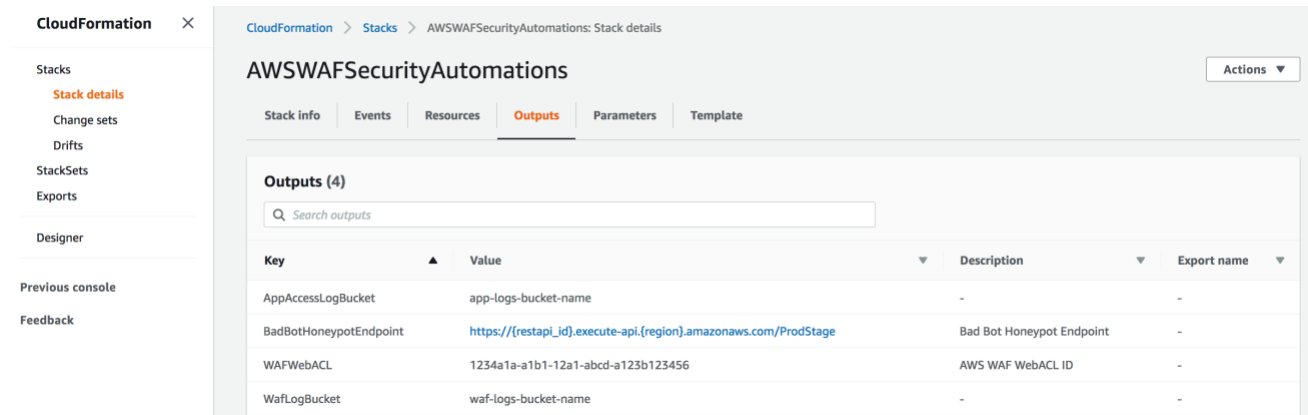 CloudFormation ×
Stacks
Stack details
Change sets
Drifts
StackSets
Exports
Designer
Previous console
Feedback
CloudFormation > Stacks > AWSWAFSecurityAutomations: Stack details
AWSWAFSecurityAutomations
Actions ▼
Stack info Events Resources Outputs Parameters Template
Outputs (4)
Search outputs
Key ▲ Value ▼ Description ▼ Export name ▼
AppAccessLogBucket app-logs-bucket-name - -
BadBotHoneypotEndpoint https://{restapi_id}.execute-api.{region}.amazonaws.com/ProdStage Bad Bot Honeypot Endpoint -
WAFWebACL 1234a1a-a1b1-12a1-abcd-a123b123456 AWS WAF WebACL ID -
WafLogBucket waf-logs-bucket-name - -